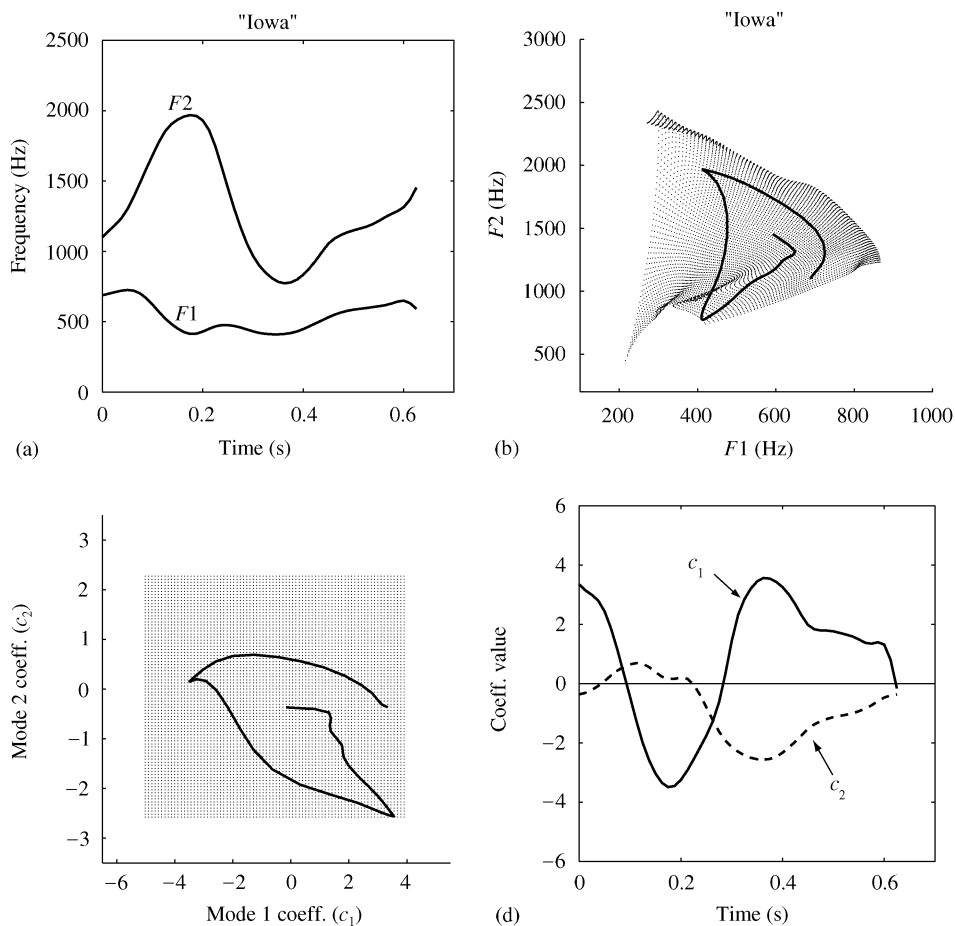 "Iowa"
2500
2000
1500
1000
500
0
Frequency (Hz)
F2
F1
0
0.2
0.4
0.6
Time (s)
(a)
"Iowa"
3000
2500
2000
1500
1000
500
F2 (Hz)
200
400
600
800
1000
F1 (Hz)
(b)
3
2
1
0
−1
−2
−3
Mode 2 coeff. (c2)
−6
−4
−2
0
2
4
Mode 1 coeff. (c1)
6
4
2
0
−2
−4
−6
Coeff. value
c1
c2
0
0.2
0.4
0.6
Time (s)
(d)